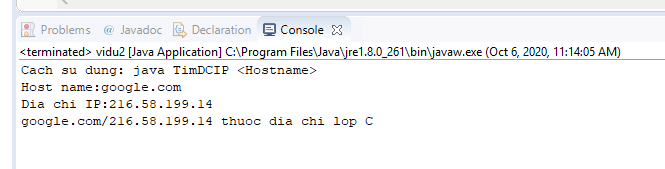 Problems @ Javadoc Declaration Console
<terminated> vidu2 [Java Application] C:\Program Files\Java\jre1.8.0_261\bin\javaw.exe (Oct 6, 2020, 11:14:05 AM)
Cach su dung: java TimDCIP <Hostname>
Host name:google.com
Dia chi IP:216.58.199.14
google.com/216.58.199.14 thuoc dia chi lop C